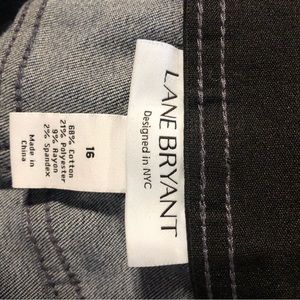 LANE BRYANT
Designed in NYC
16
68% Cotton
21% Polyester
9% Rayon
2% Spandex
Made in
China